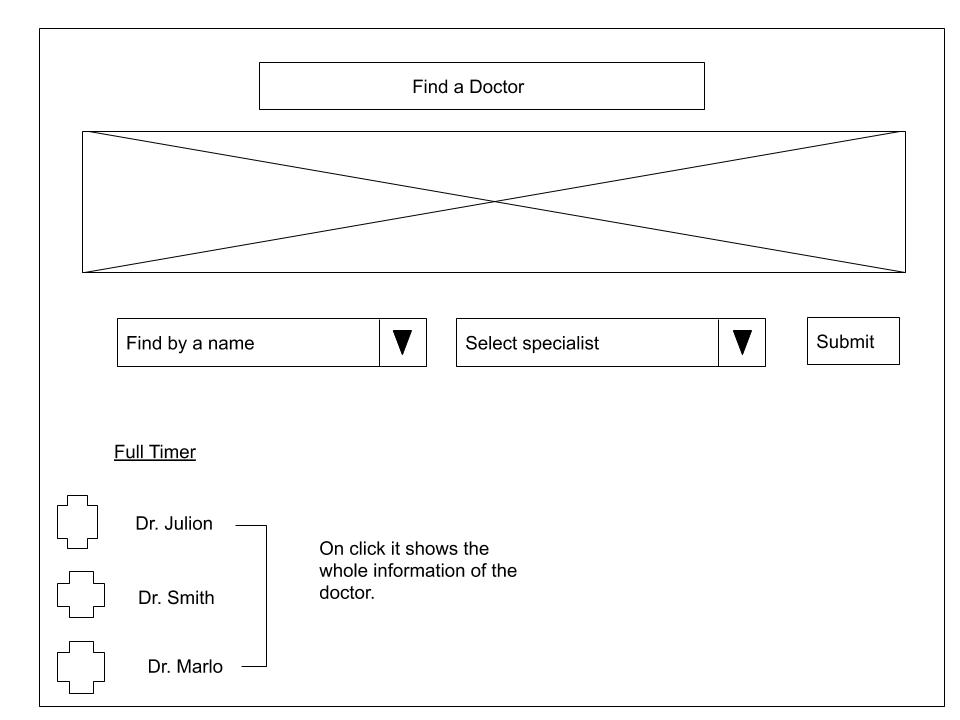 Find a Doctor
Find by a name
Select specialist
Submit
Full Timer
Dr. Julion
On click it shows the
whole information of the
doctor.
Dr. Smith
Dr. Marlo